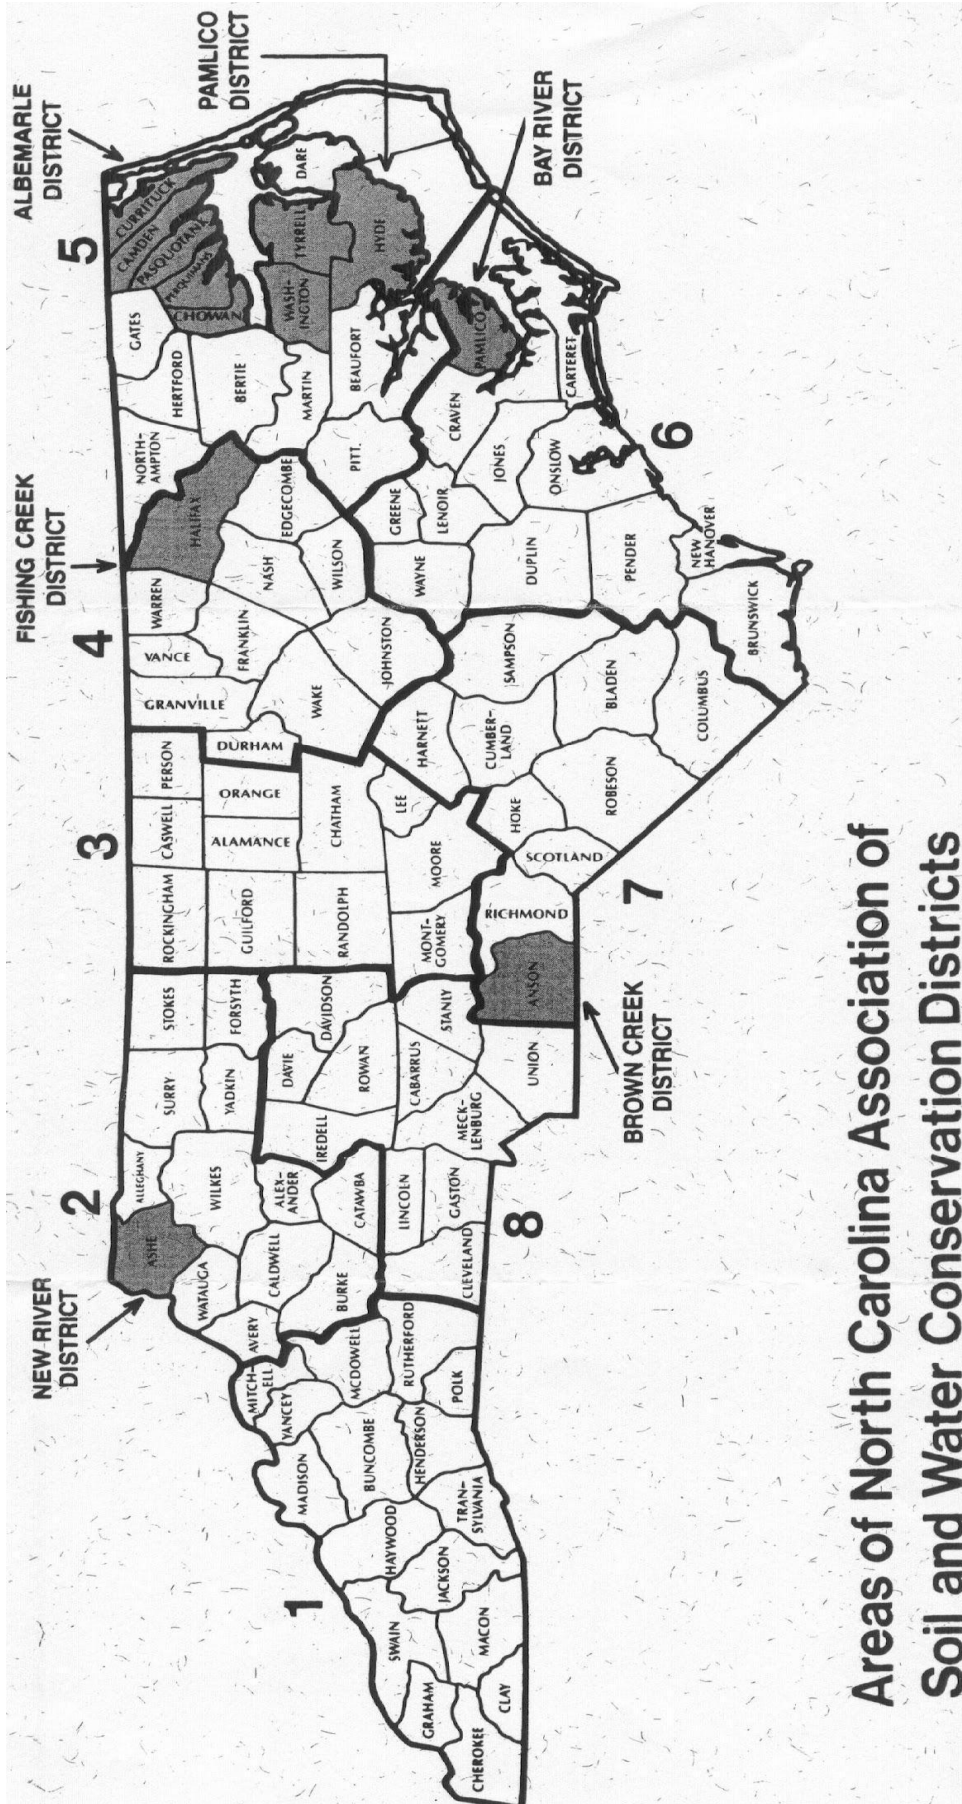 ALBEMARLE
DISTRICT
PAMLICO
DISTRICT
BAY RIVER
DISTRICT
FISHING CREEK
DISTRICT
NEW RIVER
DISTRICT
BROWN CREEK
DISTRICT
1
2
3
4
5
6
7
8
CHEROKEE
GRAHAM
CLAY
SWAIN
MACON
JACKSON
HAYWOOD
TRAN-
SYLVANIA
MADISON
BUNCOMBE
HENDERSON
YANCEY
MITCH-
ELL
MCDOWELL
RUTHERFORD
POLK
AVERY
WATAUGA
ASHE
ALLEGHANY
WILKES
CALDWELL
BURKE
ALEX-
ANDER
CATAWBA
LINCOLN
CLEVELAND
GASTON
SURRY
YADKIN
STOKES
FORSYTH
IREDELL
DAVIE
DAVIDSON
ROWAN
CABARRUS
MECK-
LENBURG
STANLY
UNION
ANSON
ROCKINGHAM
GUILFORD
RANDOLPH
MONT-
GOMERY
RICHMOND
CASWELL
PERSON
ALAMANCE
ORANGE
DURHAM
CHATHAM
MOORE
LEE
SCOTLAND
HOKE
HARNETT
CUMBER-
LAND
ROBESON
SAMPSON
BLADEN
COLUMBUS
GRANVILLE
VANCE
WARREN
FRANKLIN
WAKE
JOHNSTON
NASH
WILSON
HALIFAX
EDGECOMBE
NORTH-
AMPTON
HERTFORD
GATES
BERTIE
MARTIN
PITT
BEAUFORT
CHOWAN
PERQUIMANS
PASQUOTANK
CAMDEN
CURRITUCK
WASH-
INGTON
TYRRELL
DARE
HYDE
PAMLICO
WAYNE
GREENE
LENOIR
CRAVEN
JONES
CARTERET
ONSLOW
DUPLIN
PENDER
NEW
HANOVER
BRUNSWICK
Areas of North Carolina Association of
Soil and Water Conservation Districts